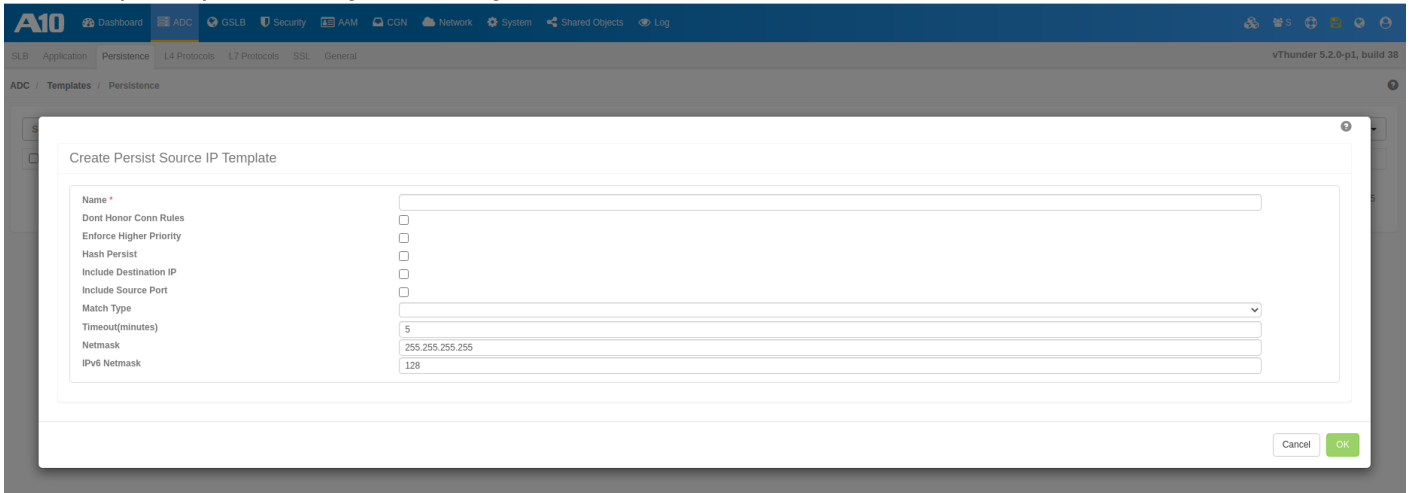 A10 Dashboard ADC GSLB Security AAM CGN Network System Shared Objects Log S
SLB Application Persistence L4 Protocols L7 Protocols SSL General vThunder 5.2.0-p1, build 38
ADC / Templates / Persistence
Create Persist Source IP Template
Name *
Dont Honor Conn Rules
Enforce Higher Priority
Hash Persist
Include Destination IP
Include Source Port
Match Type
Timeout(minutes) 5
Netmask 255.255.255.255
IPv6 Netmask 128
Cancel OK